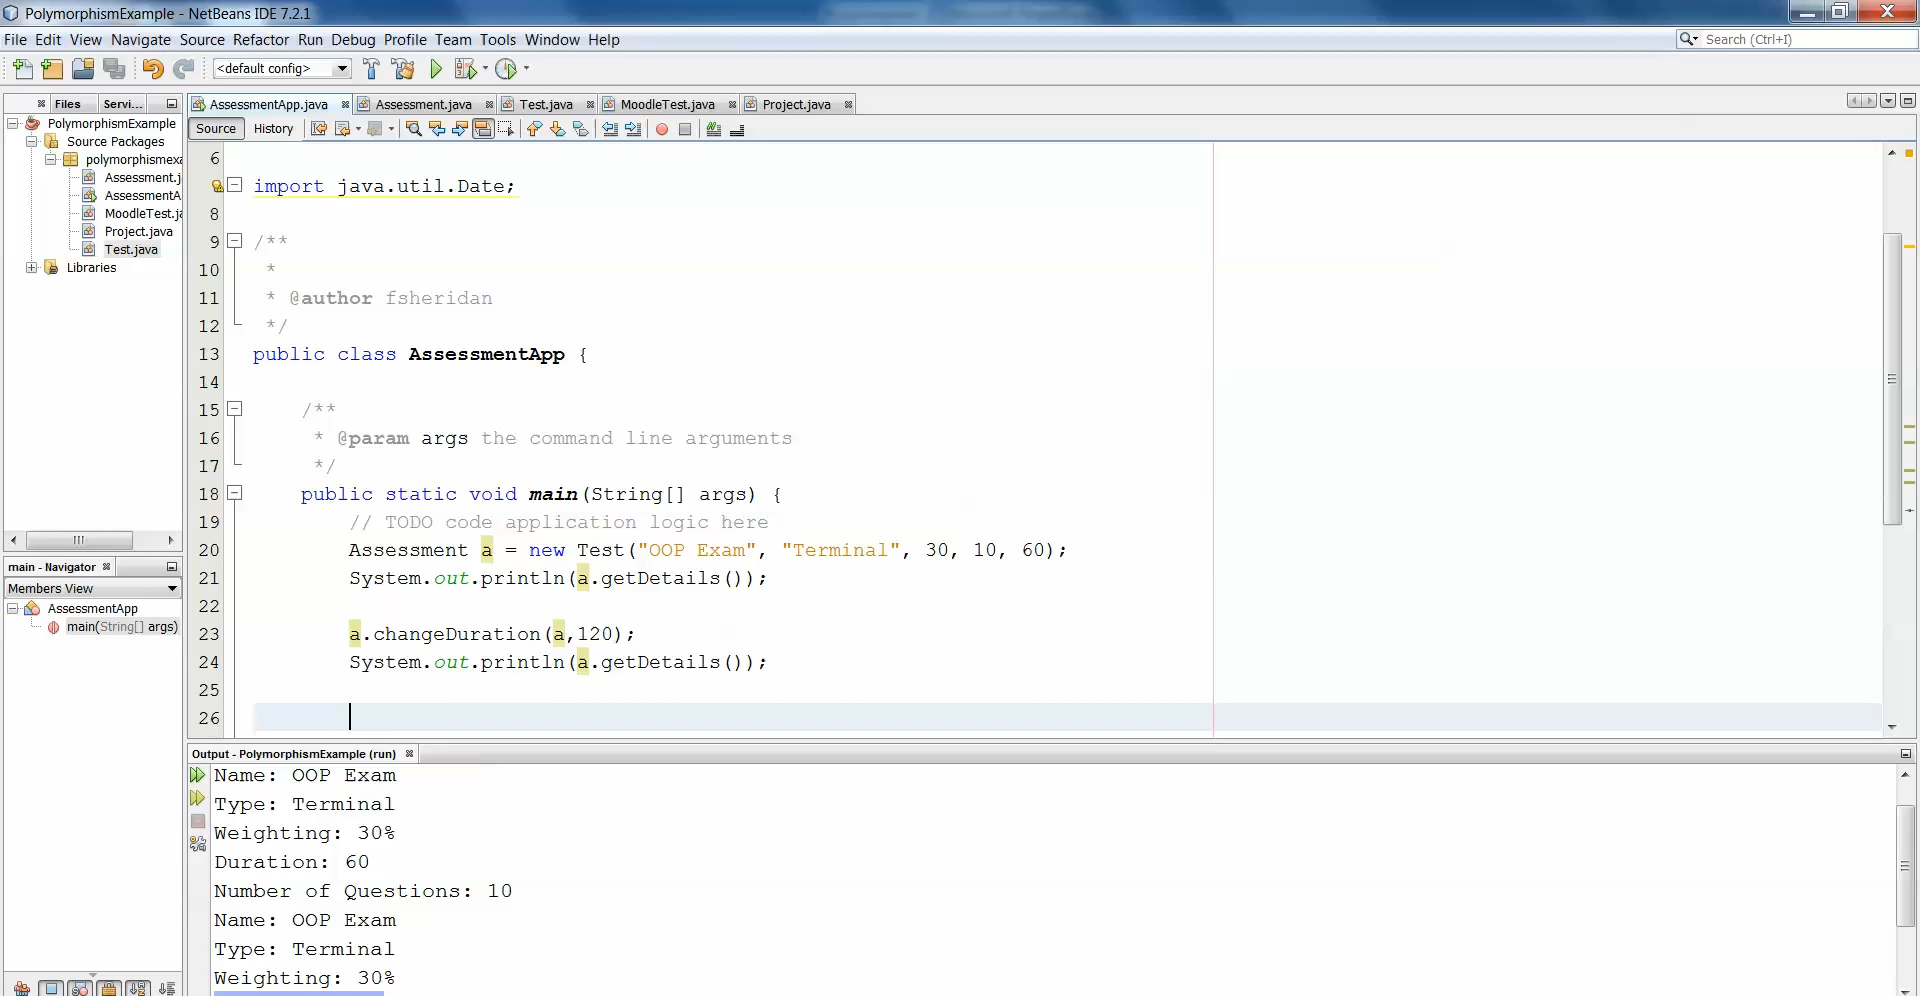 PolymorphismExample - NetBeans IDE 7.2.1
File Edit View Navigate Source Refactor Run Debug Profile Team Tools Window Help
Search (Ctrl+I)
<default config>
Files Servi...
AssessmentApp.java Assessment.java Test.java MoodleTest.java Project.java
Source History
PolymorphismExample
Source Packages
polymorphismexa
Assessment.j
AssessmentA
MoodleTest.ja
Project.java
Test.java
Libraries
main - Navigator
Members View
AssessmentApp
main(String[] args)
6
import java.util.Date;
8
9 /**
10 *
11 * @author fsheridan
12 */
13 public class AssessmentApp {
14
15 /**
16 * @param args the command line arguments
17 */
18 public static void main(String[] args) {
19 // TODO code application logic here
20 Assessment a = new Test("OOP Exam", "Terminal", 30, 10, 60);
21 System.out.println(a.getDetails());
22
23 a.changeDuration(a,120);
24 System.out.println(a.getDetails());
25
26
Output - PolymorphismExample (run)
Name: OOP Exam
Type: Terminal
Weighting: 30%
Duration: 60
Number of Questions: 10
Name: OOP Exam
Type: Terminal
Weighting: 30%